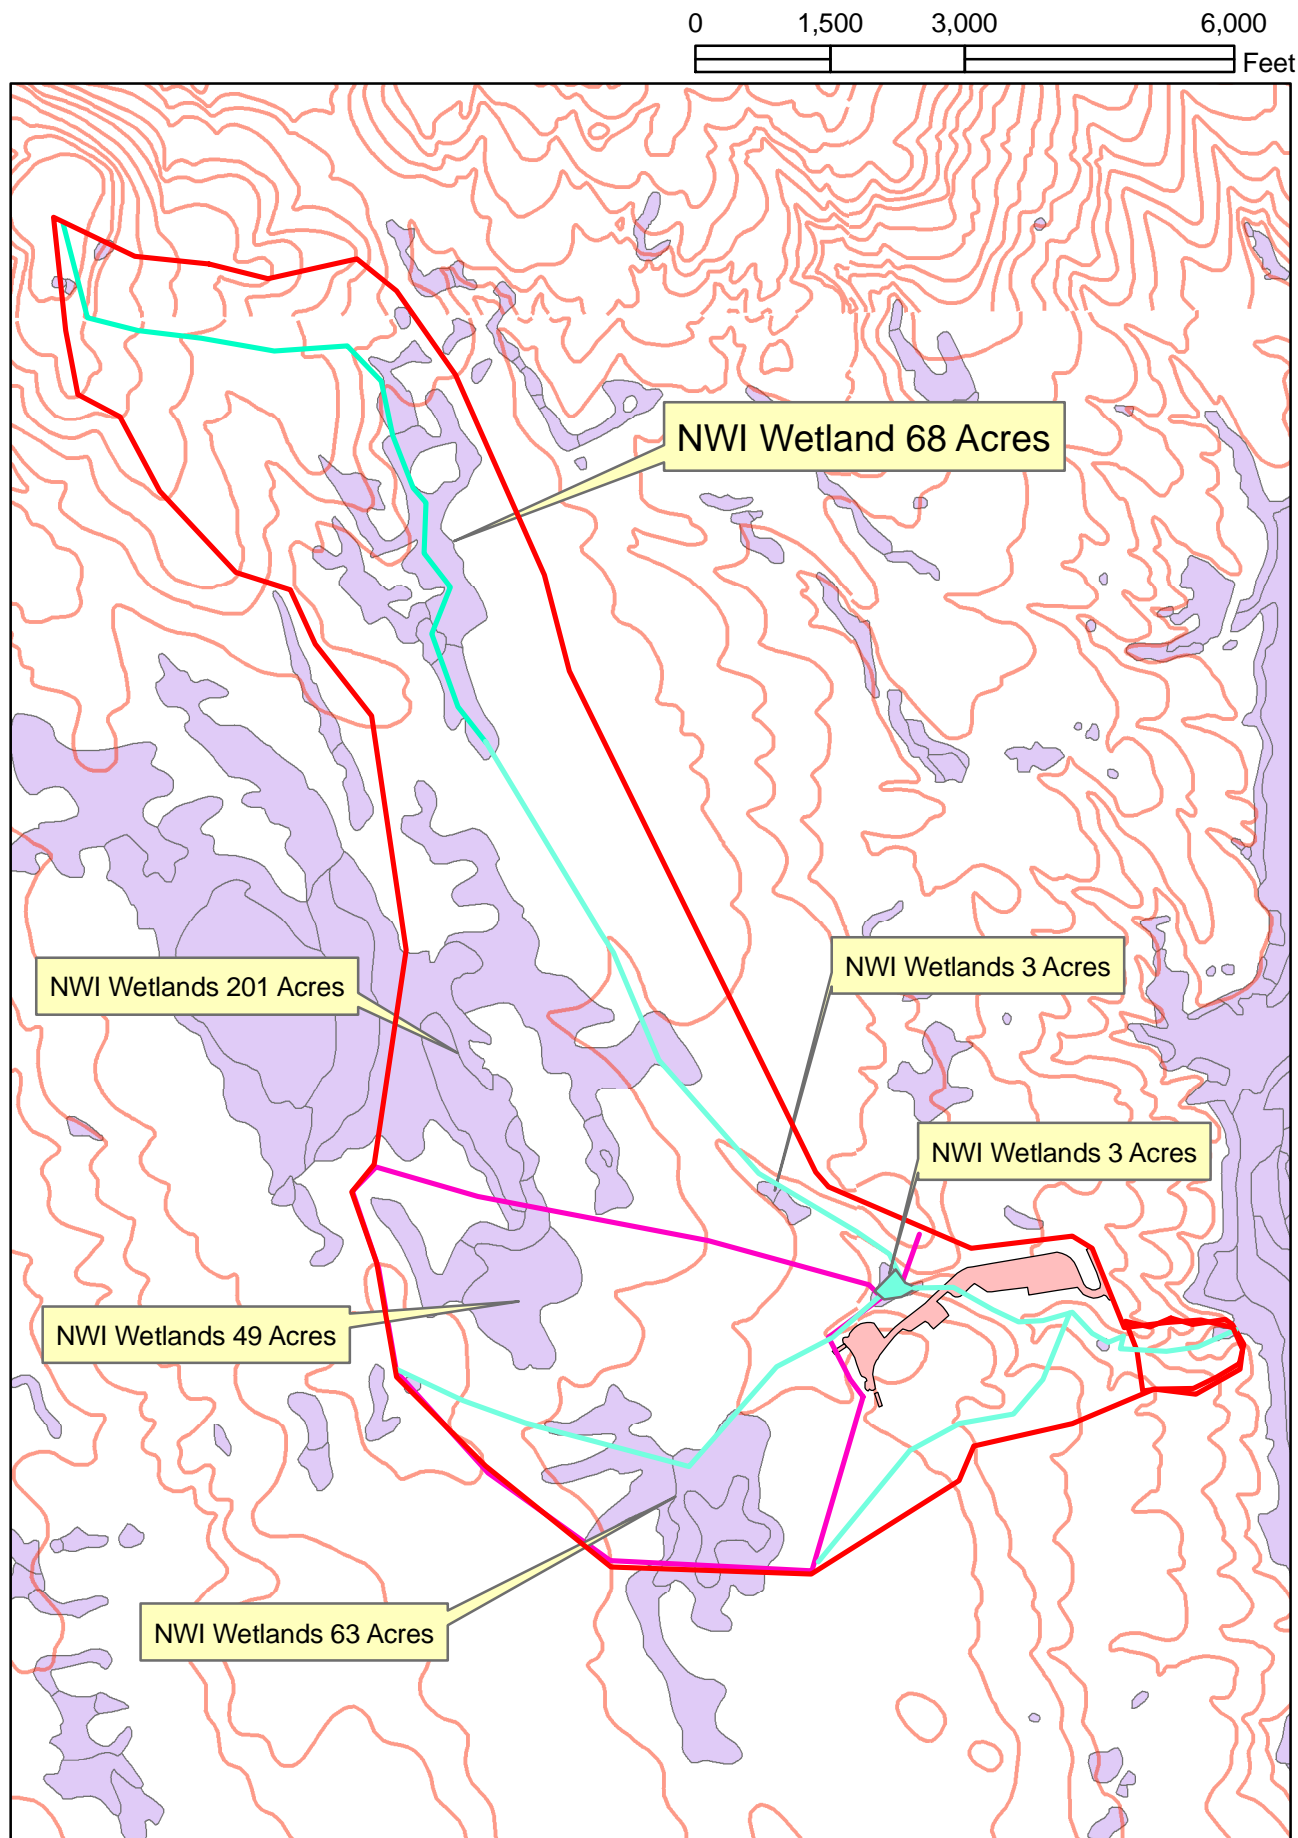 0 1,500 3,000 6,000
Feet
NWI Wetland 68 Acres
NWI Wetlands 3 Acres
NWI Wetlands 201 Acres
NWI Wetlands 3 Acres
NWI Wetlands 49 Acres
NWI Wetlands 63 Acres